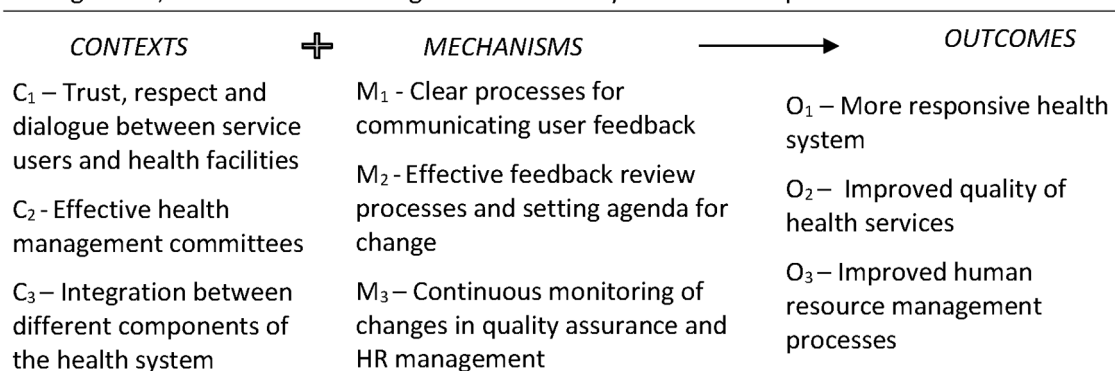 CONTEXTS
C₁ – Trust, respect and
dialogue between service
users and health facilities
C₂ - Effective health
management committees
C₃ – Integration between
different components of
the health system
MECHANISMS
M₁ - Clear processes for
communicating user feedback
M₂ - Effective feedback review
processes and setting agenda for
change
M₃ – Continuous monitoring of
changes in quality assurance and
HR management
OUTCOMES
O₁ – More responsive health
system
O₂ – Improved quality of
health services
O₃ – Improved human
resource management
processes